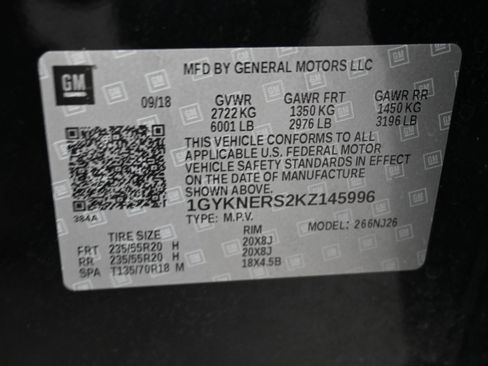 GM
MFD BY GENERAL MOTORS LLC
09/18 GVWR GAWR FRT GAWR RR
2722 KG 1350 KG 1450 KG
6001 LB 2976 LB 3196 LB
THIS VEHICLE CONFORMS TO ALL
APPLICABLE U.S. FEDERAL MOTOR
VEHICLE SAFETY STANDARDS IN EFFECT
ON THE DATE OF MANUFACTURE
SHOWN ABOVE.
384A
1GYKNERS2KZ145996
TYPE: M.P.V. MODEL: 266NJ26
TIRE SIZE RIM
FRT 235/55R20 H 20X8J
RR 235/55R20 H 20X8J
SPA T135/70R18 M 18X4.5B